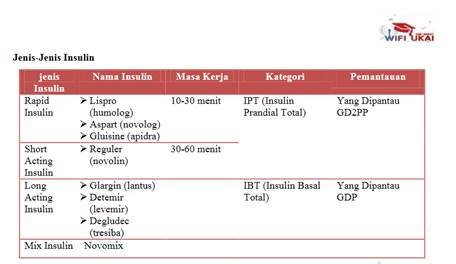 WIFI UKAI
Jenis-Jenis Insulin
jenis Insulin Nama Insulin Masa Kerja Kategori Pemantauan
Rapid Insulin
➤ Lispro (humolog)
➤ Aspart (novolog)
➤ Gluisine (apidra)
10-30 menit
IPT (Insulin Prandial Total)
Yang Dipantau GD2PP
Short Acting Insulin
➤ Reguler (novolin)
30-60 menit
Long Acting Insulin
➤ Glargin (lantus)
➤ Detemir (levemir)
➤ Degludec (tresiba)
IBT (Insulin Basal Total)
Yang Dipantau GDP
Mix Insulin Novomix